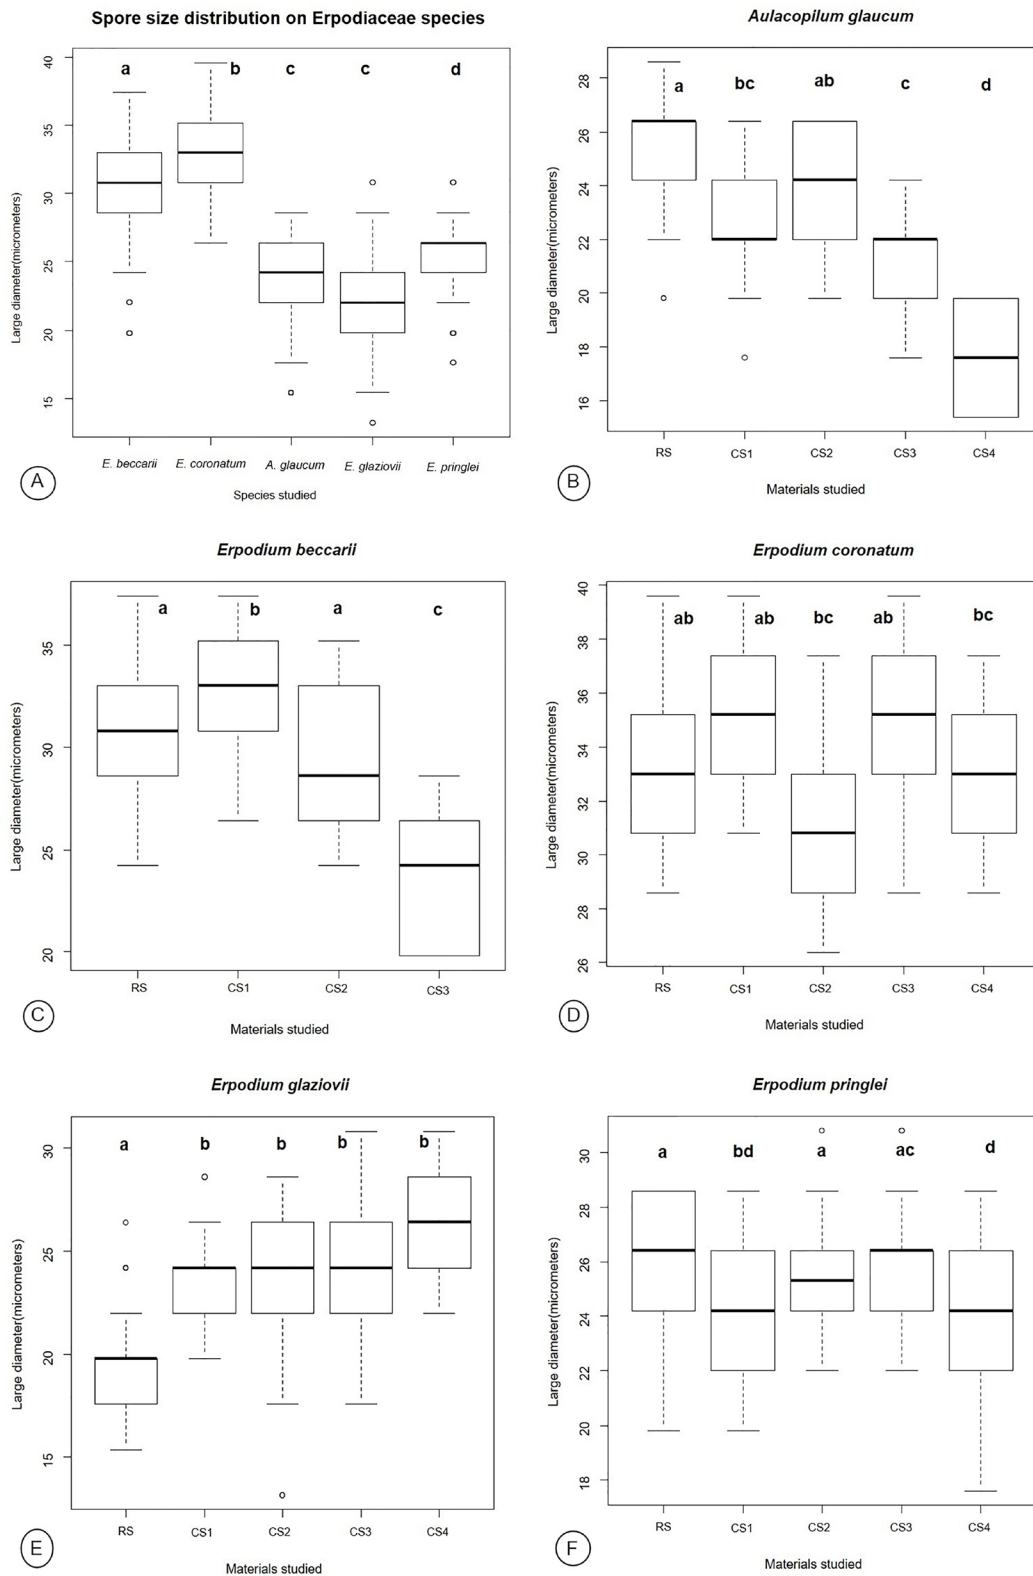 Spore size distribution on Erpodiaceae species
a
b
c
c
d
40
35
30
25
20
15
Large diameter(micrometers)
E. beccarii
E. coronatum
A. glaucum
E. glaziovii
E. pringlei
Species studied
A
Aulacopilum glaucum
a
bc
ab
c
d
28
26
24
22
20
18
16
Large diameter(micrometers)
RS
CS1
CS2
CS3
CS4
Materials studied
B
Erpodium beccarii
a
b
a
c
35
30
25
20
Large diameter(micrometers)
RS
CS1
CS2
CS3
Materials studied
C
Erpodium coronatum
ab
ab
bc
ab
bc
40
38
36
34
32
30
28
26
Large diameter(micrometers)
RS
CS1
CS2
CS3
CS4
Materials studied
D
Erpodium glaziovii
a
b
b
b
b
30
25
20
15
Large diameter(micrometers)
RS
CS1
CS2
CS3
CS4
Materials studied
E
Erpodium pringlei
a
bd
a
ac
d
30
28
26
24
22
20
18
Large diameter(micrometers)
RS
CS1
CS2
CS3
CS4
Materials studied
F